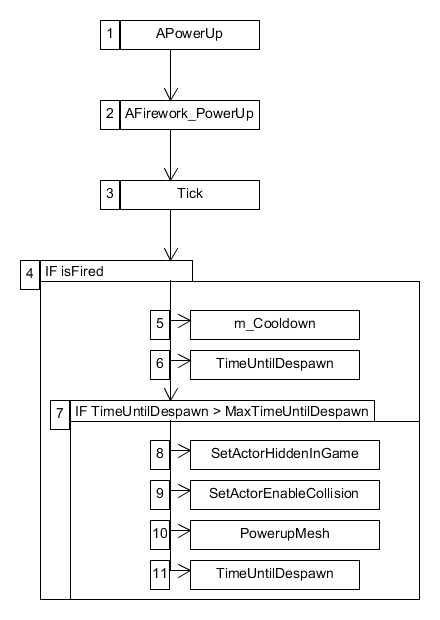 1 APowerUp
2 AFirework_PowerUp
3 Tick
4 IF isFired
5 m_Cooldown
6 TimeUntilDespawn
7 IF TimeUntilDespawn > MaxTimeUntilDespawn
8 SetActorHiddenInGame
9 SetActorEnableCollision
10 PowerupMesh
11 TimeUntilDespawn